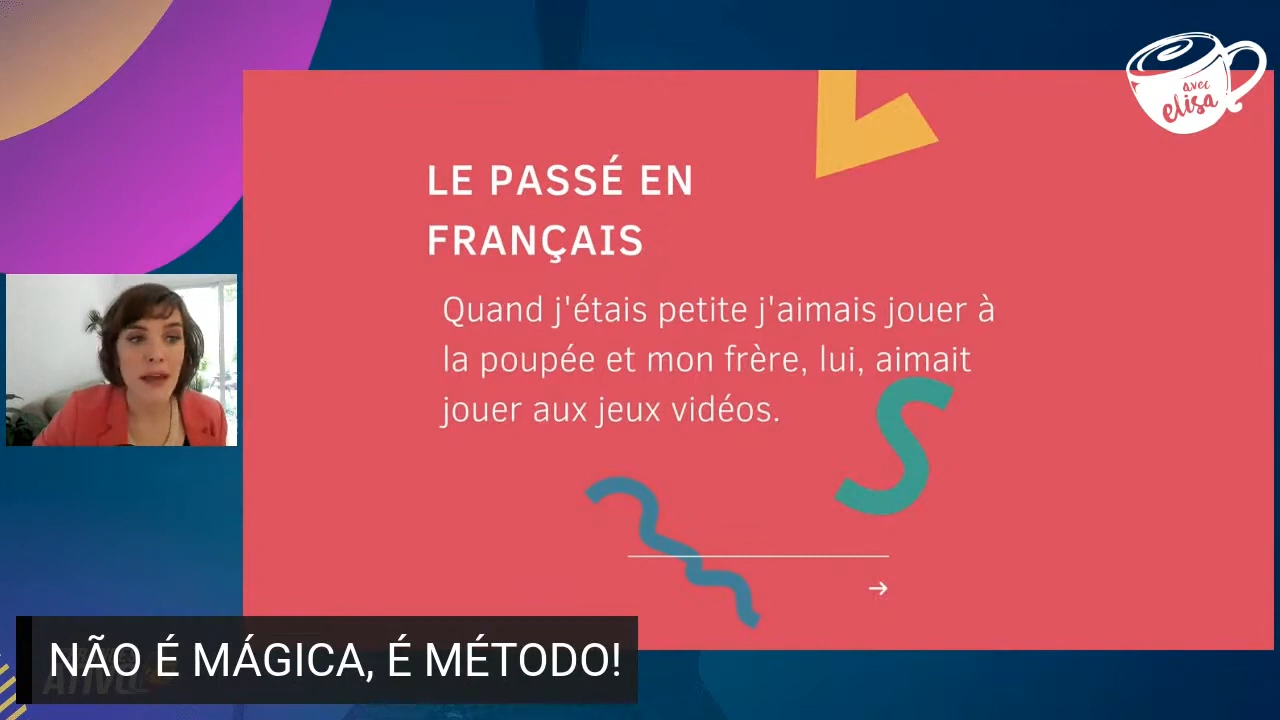 avec
elisa
LE PASSÉ EN
FRANÇAIS
Quand j'étais petite j'aimais jouer à
la poupée et mon frère, lui, aimait
jouer aux jeux vidéos.
NÃO É MÁGICA, É MÉTODO!